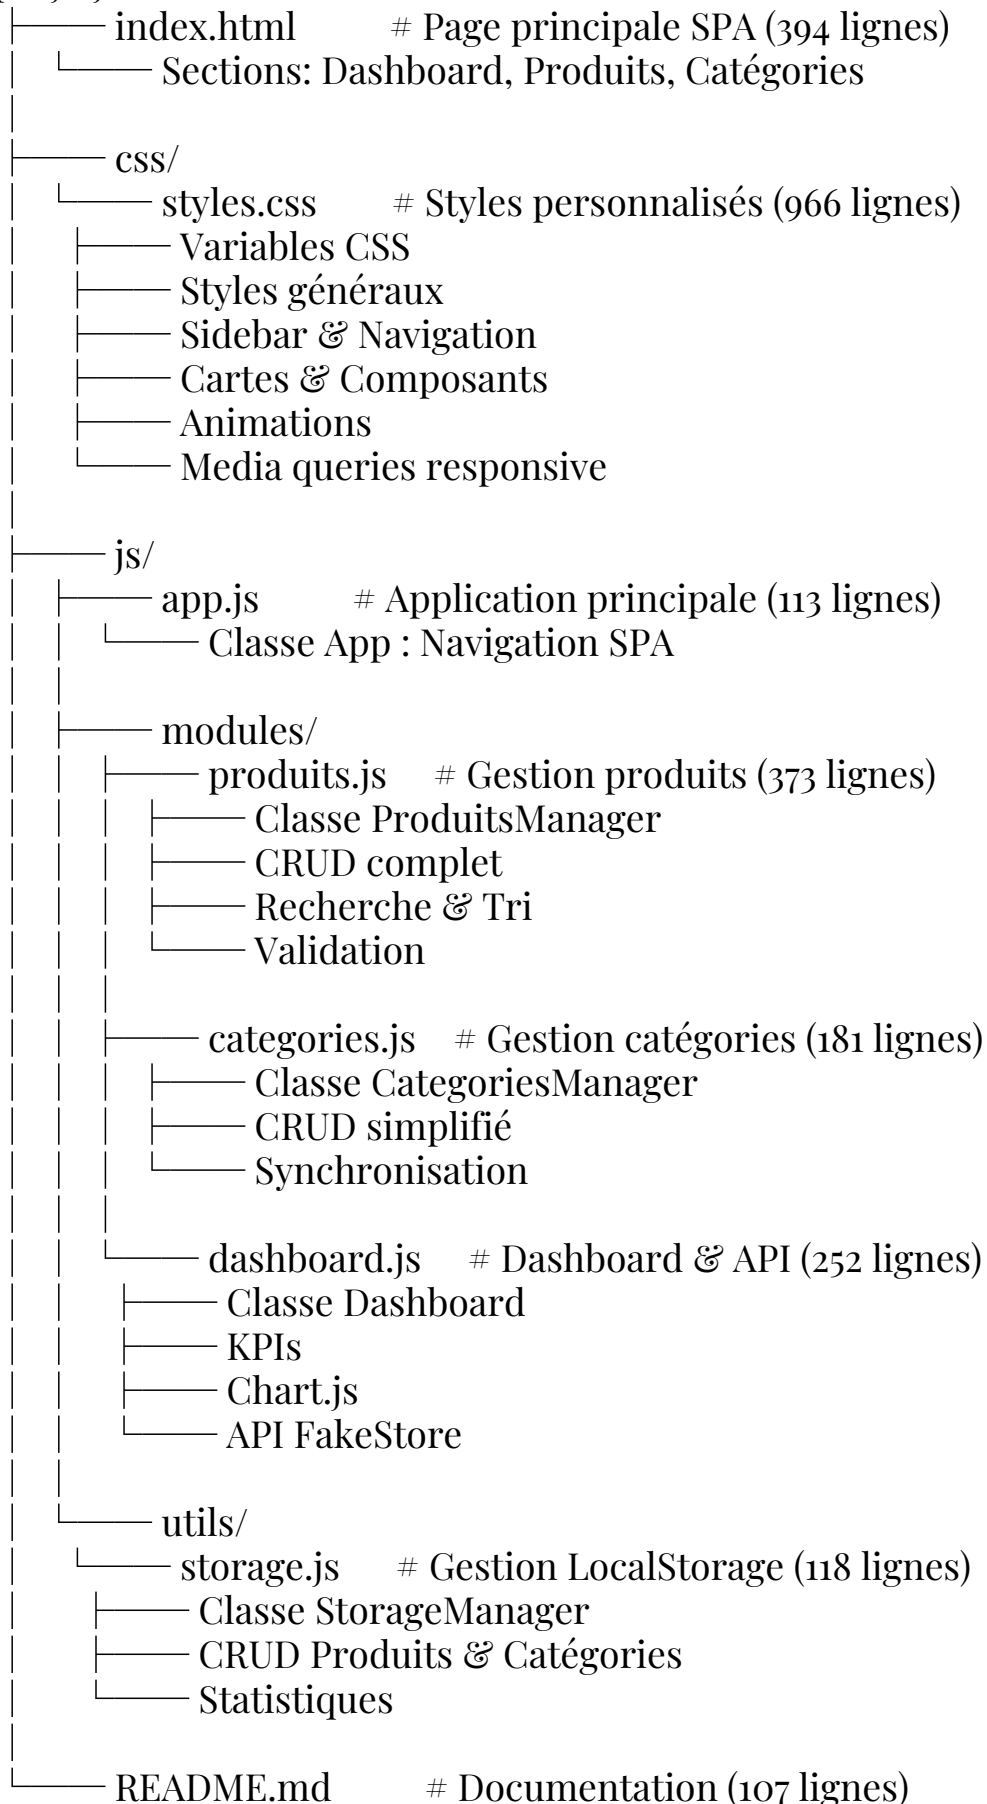 ├── index.html # Page principale SPA (394 lignes)
│ └── Sections: Dashboard, Produits, Catégories
│
├── css/
│ └── styles.css # Styles personnalisés (966 lignes)
│ ├── Variables CSS
│ ├── Styles généraux
│ ├── Sidebar & Navigation
│ ├── Cartes & Composants
│ ├── Animations
│ └── Media queries responsive
│
├── js/
│ ├── app.js # Application principale (113 lignes)
│ │ └── Classe App : Navigation SPA
│ │
│ ├── modules/
│ │ ├── produits.js # Gestion produits (373 lignes)
│ │ │ ├── Classe ProduitsManager
│ │ │ ├── CRUD complet
│ │ │ ├── Recherche & Tri
│ │ │ └── Validation
│ │ │
│ │ ├── categories.js # Gestion catégories (181 lignes)
│ │ │ ├── Classe CategoriesManager
│ │ │ ├── CRUD simplifié
│ │ │ └── Synchronisation
│ │ │
│ │ └── dashboard.js # Dashboard & API (252 lignes)
│ │ ├── Classe Dashboard
│ │ ├── KPIs
│ │ ├── Chart.js
│ │ └── API FakeStore
│ │
│ └── utils/
│ └── storage.js # Gestion LocalStorage (118 lignes)
│ ├── Classe StorageManager
│ ├── CRUD Produits & Catégories
│ └── Statistiques
│
└── README.md # Documentation (107 lignes)